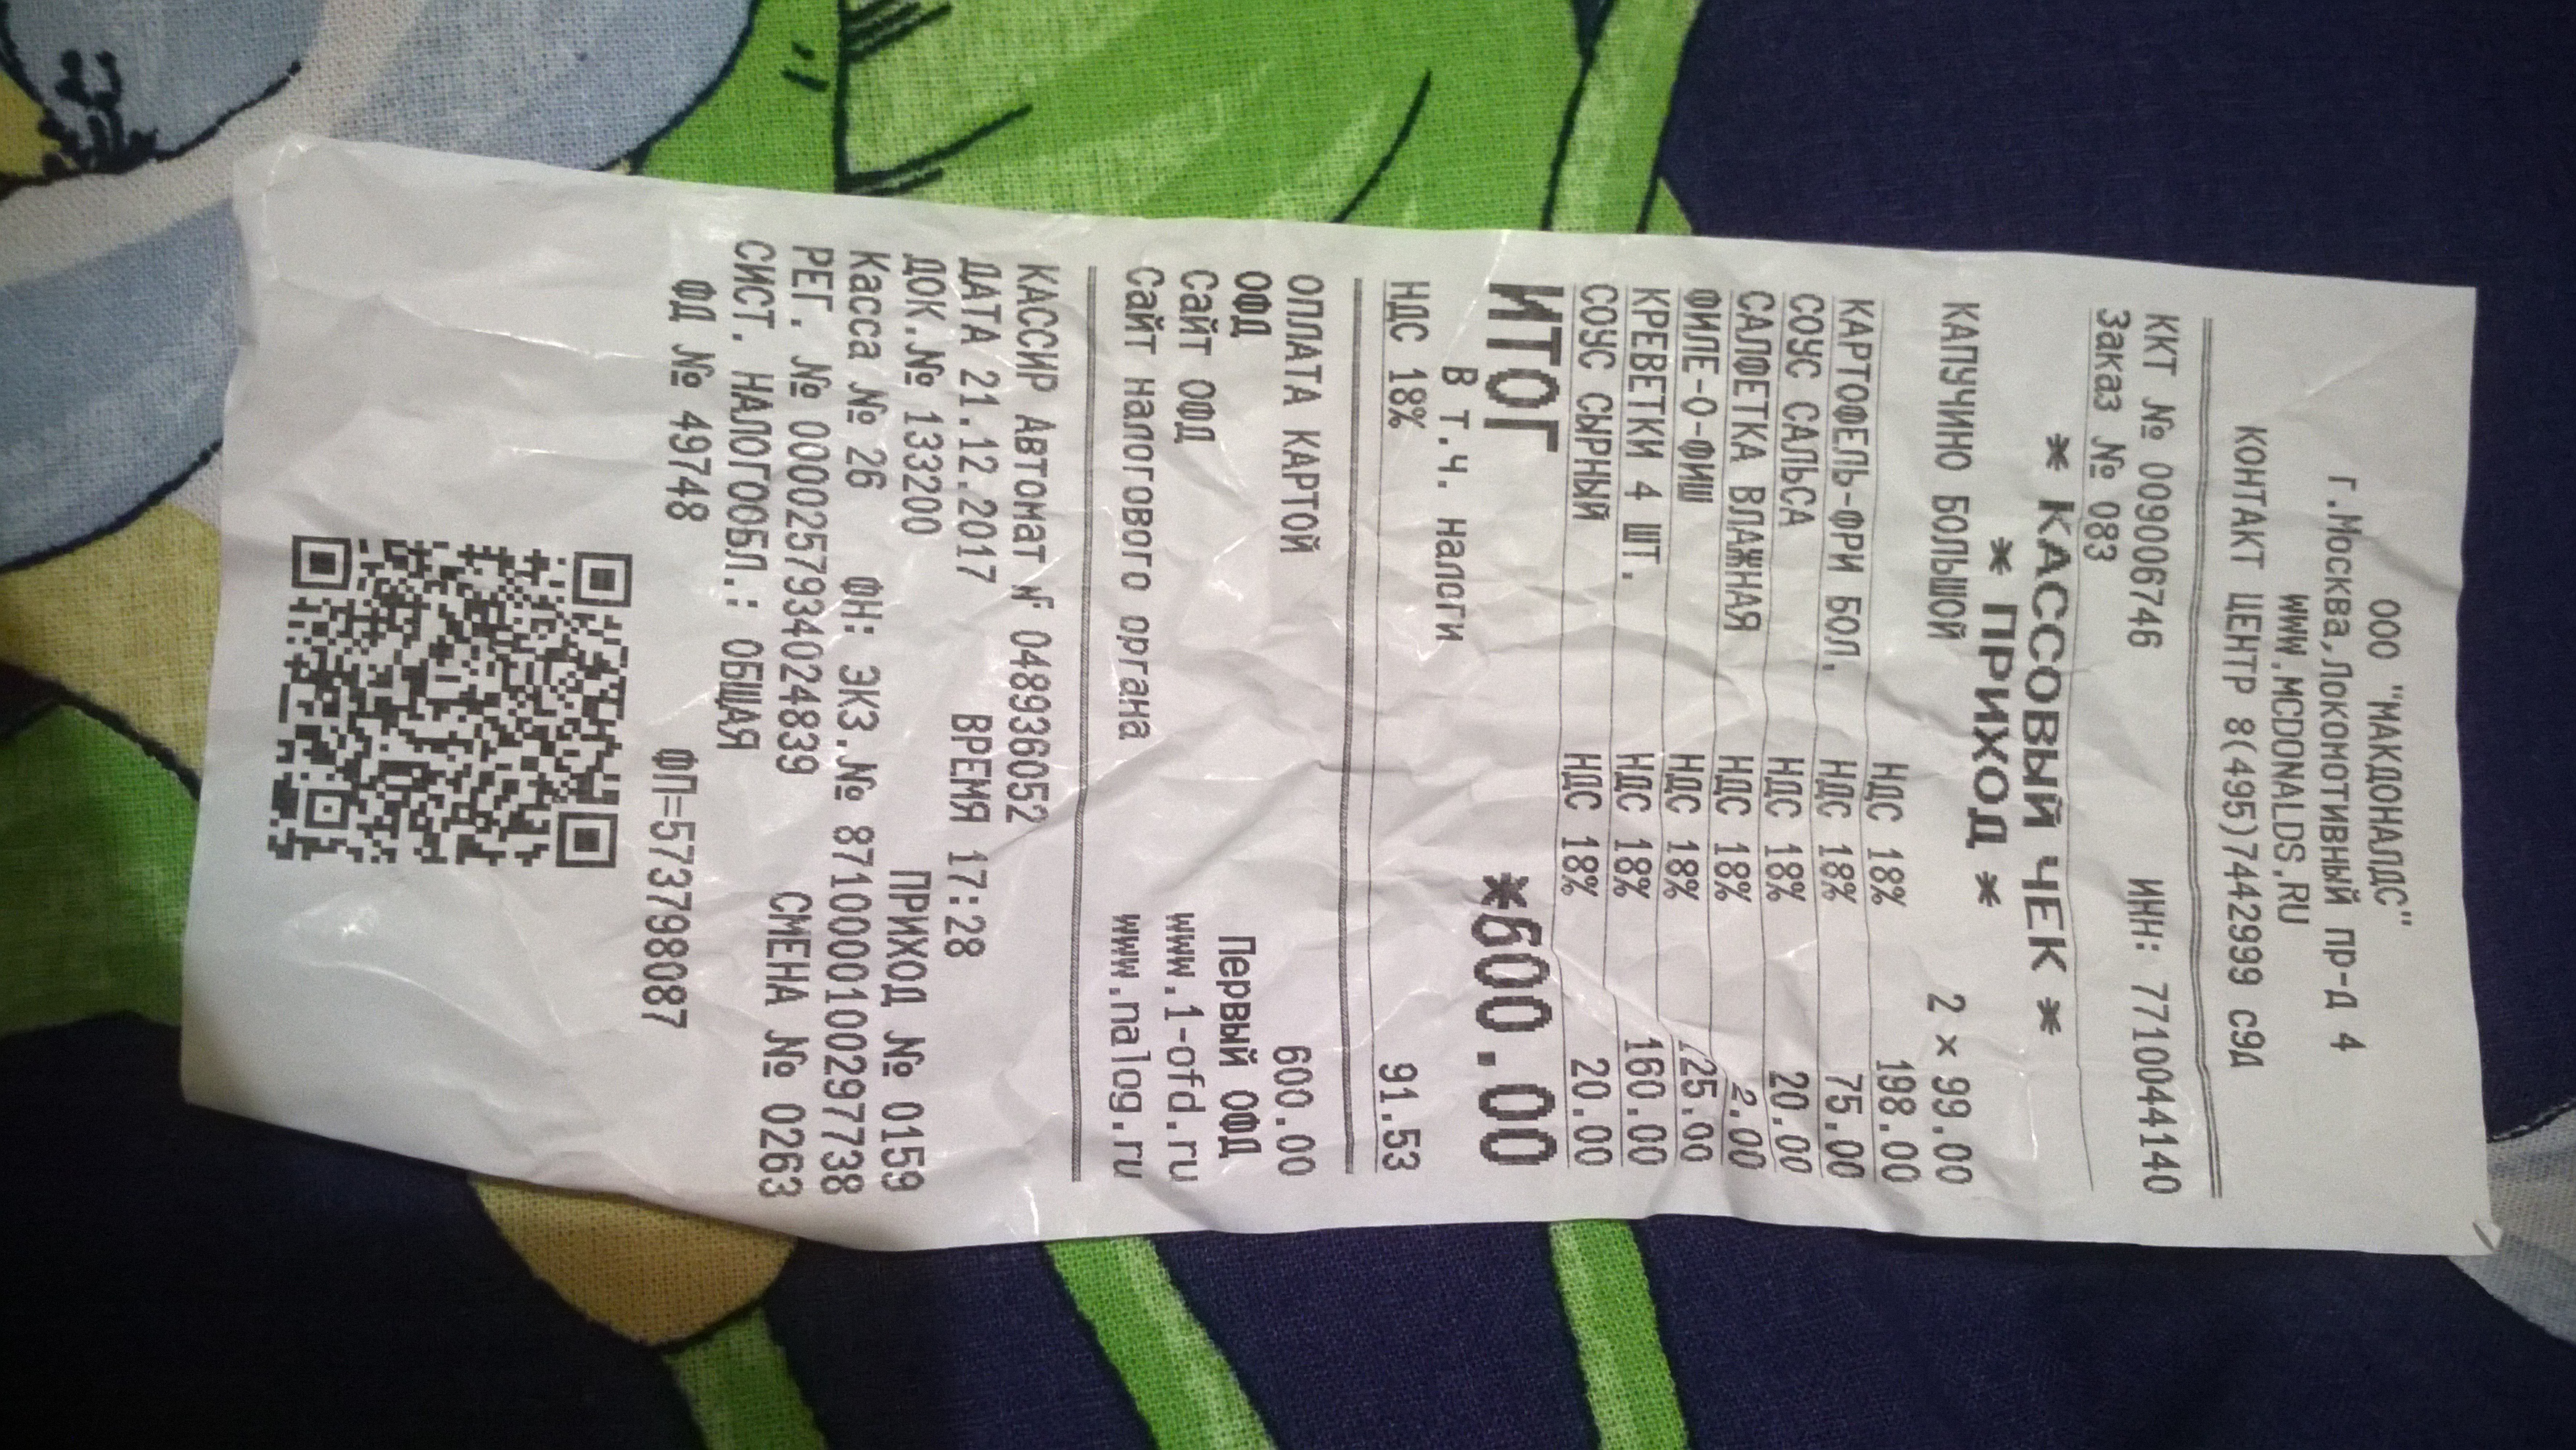 ООО "МАКДОНАЛДС"
г.Москва,Локомотивный пр-д 4
WWW.MCDONALDS.RU
КОНТАКТ ЦЕНТР 8(495)7442999 с9д
ККТ № 0090006746 ИНН: 7710044140
Заказ № 083
* КАССОВЫЙ ЧЕК *
* ПРИХОД *
КАПУЧИНО БОЛЬШОЙ 2 × 99.00
НДС 18% 198.00
КАРТОФЕЛЬ-ФРИ БОЛ. НДС 18% 75.00
СОУС САЛЬСА НДС 18% 20.00
САЛФЕТКА ВЛАЖНАЯ НДС 18% 2.00
ФИЛЕ-О-ФИШ НДС 18% 125.00
КРЕВЕТКИ 4 ШТ. НДС 18% 160.00
СОУС СЫРНЫЙ НДС 18% 20.00
ИТОГ *600.00
В т.ч. налоги
НДС 18% 91.53
ОПЛАТА КАРТОЙ 600.00
ОФД Первый ОФД
Сайт ОФД www.1-ofd.ru
Сайт налогового органа www.nalog.ru
КАССИР Автомат № 048936052
ДАТА 21.12.2017 ВРЕМЯ 17:28
ДОК.№ 133200 ПРИХОД № 0159
Касса № 26 ФН: ЭКЗ.№ 8710000100297738
РЕГ. № 0000257934024839 СМЕНА № 0263
СИСТ. НАЛОГООБЛ.: ОБЩАЯ
ФД № 49748 ФП=573798087